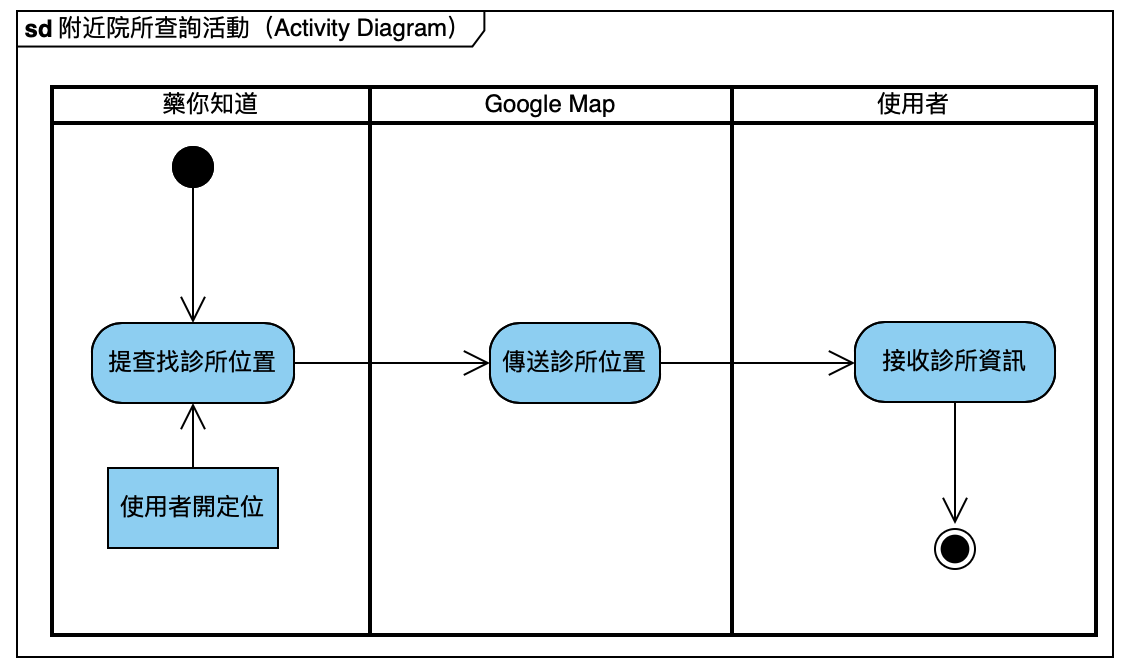 sd 附近院所查詢活動（Activity Diagram）
藥你知道
Google Map
使用者
提查找診所位置
傳送診所位置
接收診所資訊
使用者開定位